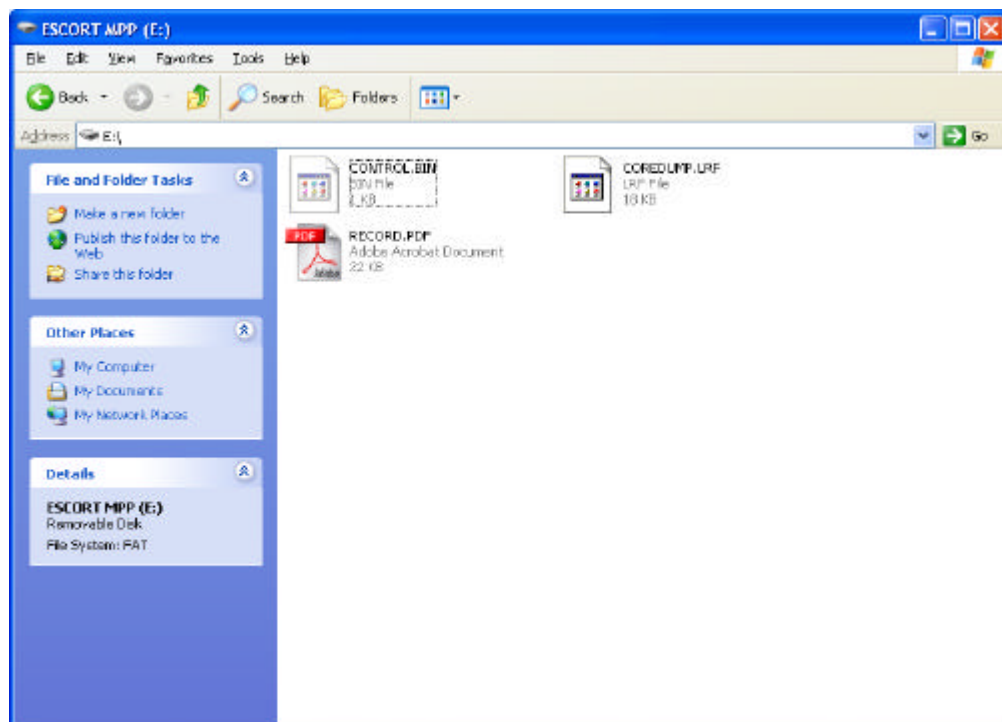 ESCORT MPP (E:)
File Edit View Favorites Tools Help
Back Search Folders
Address E:\ Go
File and Folder Tasks
Make a new folder
Publish this folder to the
Web
Share this folder
Other Places
My Computer
My Documents
My Network Places
Details
ESCORT MPP (E:)
Removable Disk
File System: FAT
CONTROL.BIN
BIN File
KB
COREDUMP.LRF
LRF File
RECORD.PDF
Adobe Acrobat Document
22 KB
PDF
Adobe